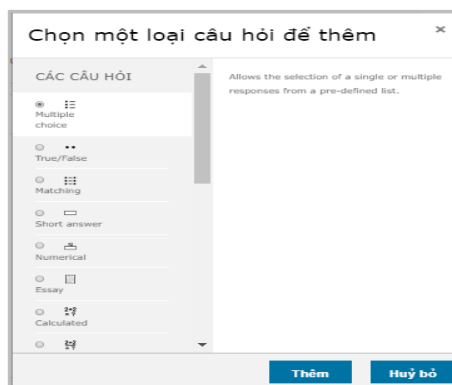 Chọn một loại câu hỏi để thêm
×
CÁC CÂU HỎI
Multiple
choice
True/False
Matching
Short answer
Numerical
Essay
Calculated
Allows the selection of a single or multiple
responses from a pre-defined list.
Thêm
Huỷ bỏ